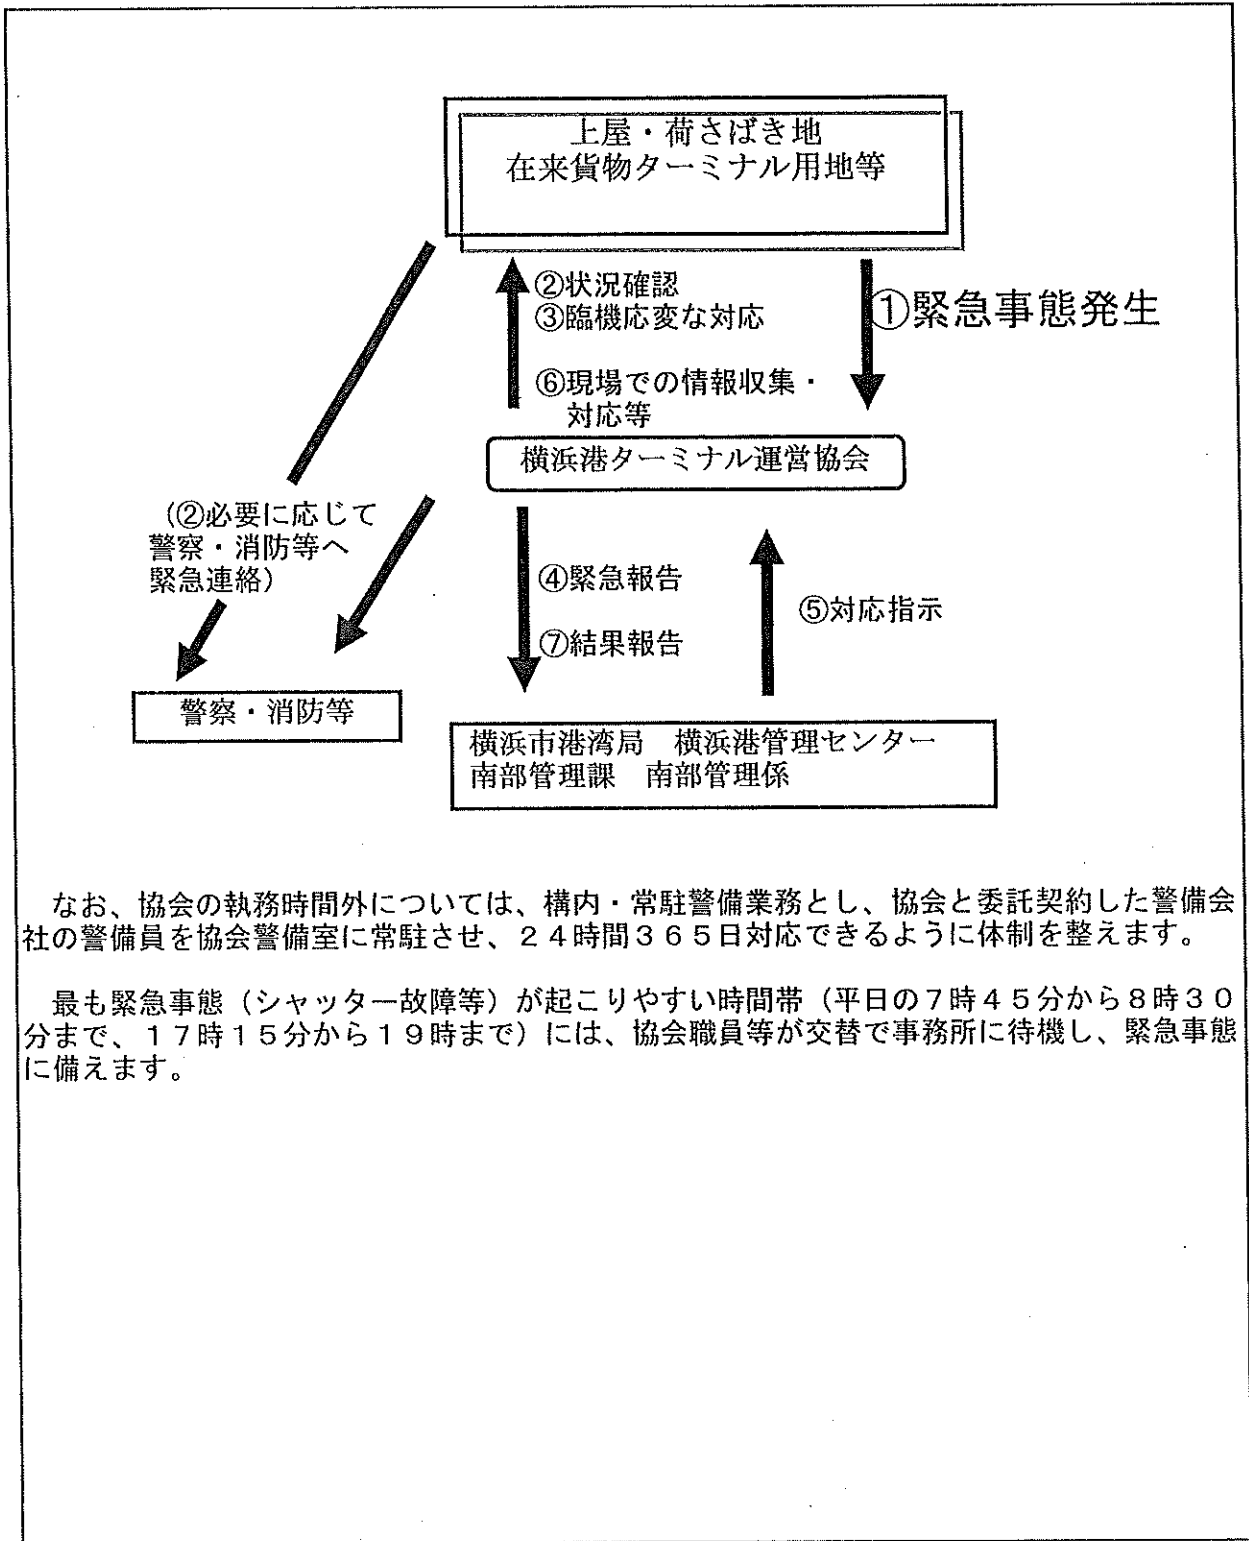 上屋・荷さばき地
在来貨物ターミナル用地等
②状況確認
③臨機応変な対応
①緊急事態発生
⑥現場での情報収集・
対応等
横浜港ターミナル運営協会
(②必要に応じて
警察・消防等へ
緊急連絡)
④緊急報告
⑤対応指示
⑦結果報告
警察・消防等
横浜市港湾局　横浜港管理センター
南部管理課　南部管理係
なお、協会の執務時間外については、構内・常駐警備業務とし、協会と委託契約した警備会
社の警備員を協会警備室に常駐させ、２４時間３６５日対応できるように体制を整えます。
最も緊急事態（シャッター故障等）が起こりやすい時間帯（平日の７時４５分から８時３０
分まで、１７時１５分から１９時まで）には、協会職員等が交替で事務所に待機し、緊急事態
に備えます。